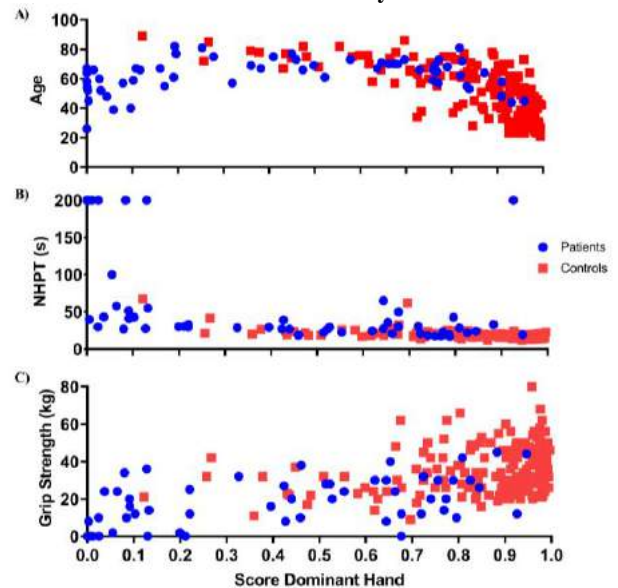 A)
100
80
60
40
20
0
Age
B)
200
150
100
50
0
NHPT (s)
Patients
Controls
C)
80
60
40
20
0
Grip Strength (kg)
0.0 0.1 0.2 0.3 0.4 0.5 0.6 0.7 0.8 0.9 1.0
Score Dominant Hand